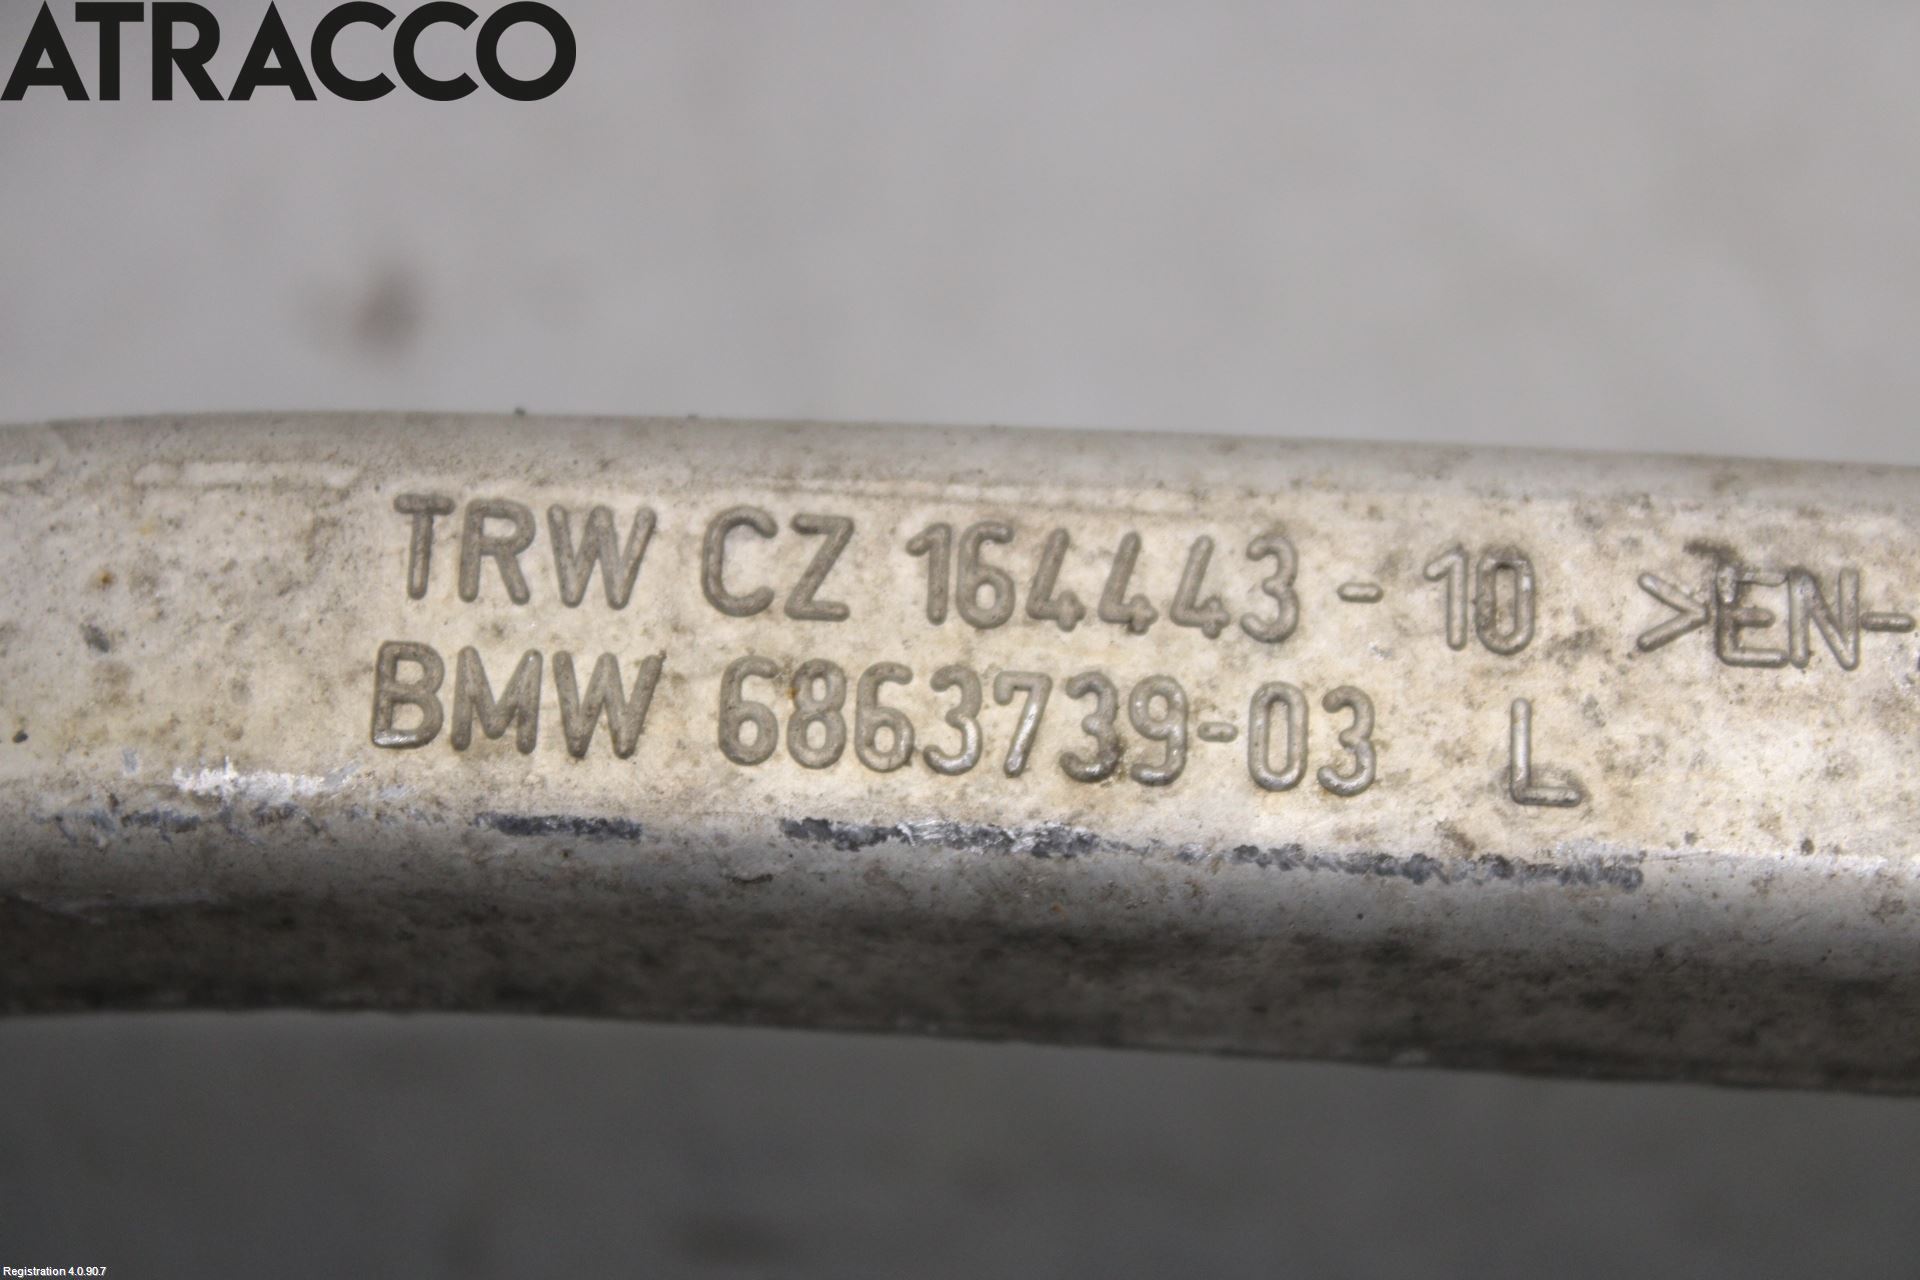 ATRACCO
TRW CZ 164443 - 10 >EN-
BMW 6863739-03 L
Registration 4.0.90.7